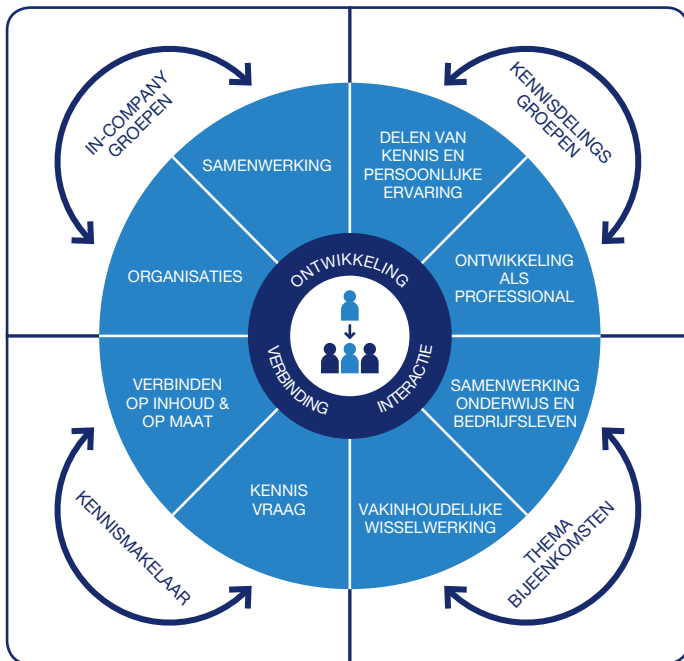 IN-COMPANY
GROEPEN
KENNISDELINGS
GROEPEN
SAMENWERKING
DELEN VAN
KENNIS EN
PERSOONLIJKE
ERVARING
ORGANISATIES
ONTWIKKELING
ALS
PROFESSIONAL
ONTWIKKELING
VERBINDING
INTERACTIE
VERBINDEN
OP INHOUD &
OP MAAT
SAMENWERKING
ONDERWIJS EN
BEDRIJFSLEVEN
KENNIS
VRAAG
VAKINHOUDELIJKE
WISSELWERKING
KENNISMAKELAAR
THEMA
BIJEENKOMSTEN